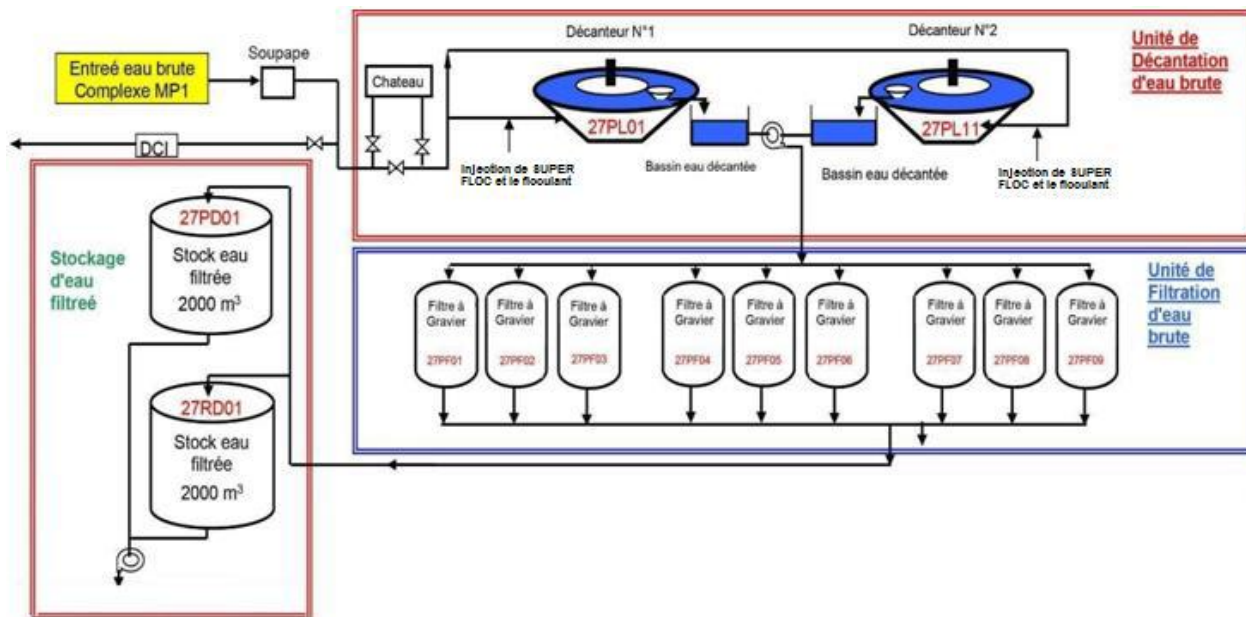 Entreé eau brute
Complexe MP1
Soupape
Chateau
DCI
Décanteur N°1
Décanteur N°2
27PL01
27PL11
Bassin eau décantée
Bassin eau décantée
Injection de SUPER
FLOC et le flooulant
Injection de SUPER
FLOC et le flooulant
Unité de
Décantation
d'eau brute
Stockage
d'eau
filtreé
27PD01
Stock eau
filtrée
2000 m³
27RD01
Stock eau
filtrée
2000 m³
Filtre à
Gravier
27PF01
Filtre à
Gravier
27PF02
Filtre à
Gravier
27PF03
Filtre à
Gravier
27PF04
Filtre à
Gravier
27PF05
Filtre à
Gravier
27PF06
Filtre à
Gravier
27PF07
Filtre à
Gravier
27PF08
Filtre à
Gravier
27PF09
Unité de
Filtration
d'eau
brute